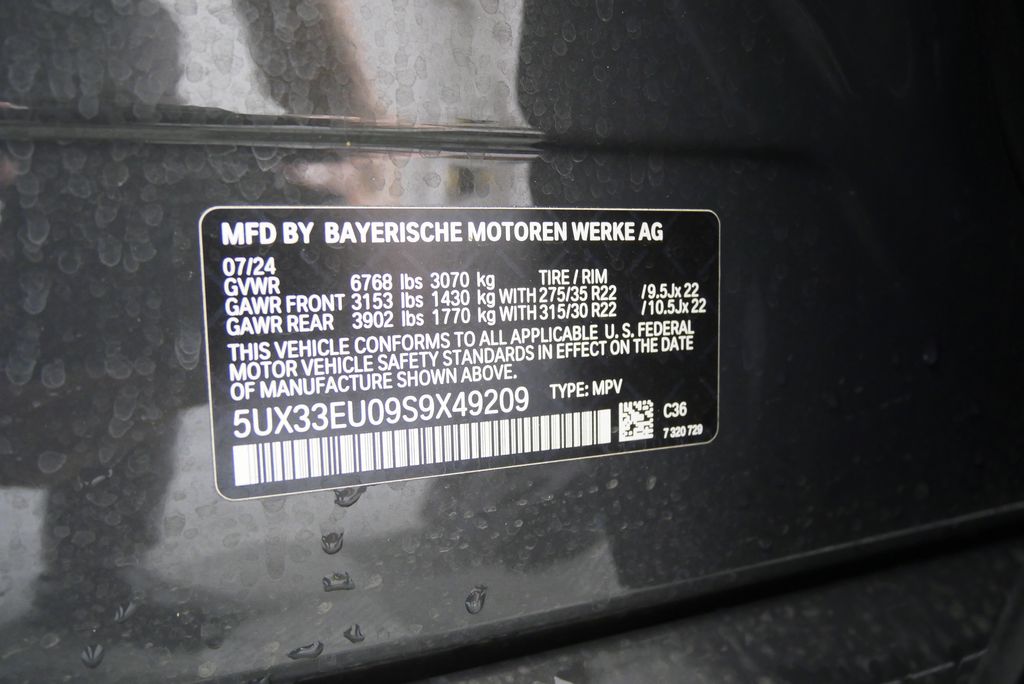 MFD BY BAYERISCHE MOTOREN WERKE AG
07/24
GVWR 6768 lbs 3070 kg TIRE / RIM
GAWR FRONT 3153 lbs 1430 kg WITH 275/35 R22 /9.5Jx22
GAWR REAR 3902 lbs 1770 kg WITH 315/30 R22 /10.5Jx 22
THIS VEHICLE CONFORMS TO ALL APPLICABLE U.S. FEDERAL
MOTOR VEHICLE SAFETY STANDARDS IN EFFECT ON THE DATE
OF MANUFACTURE SHOWN ABOVE.
5UX33EU09S9X49209 TYPE: MPV
C36
7 320 729